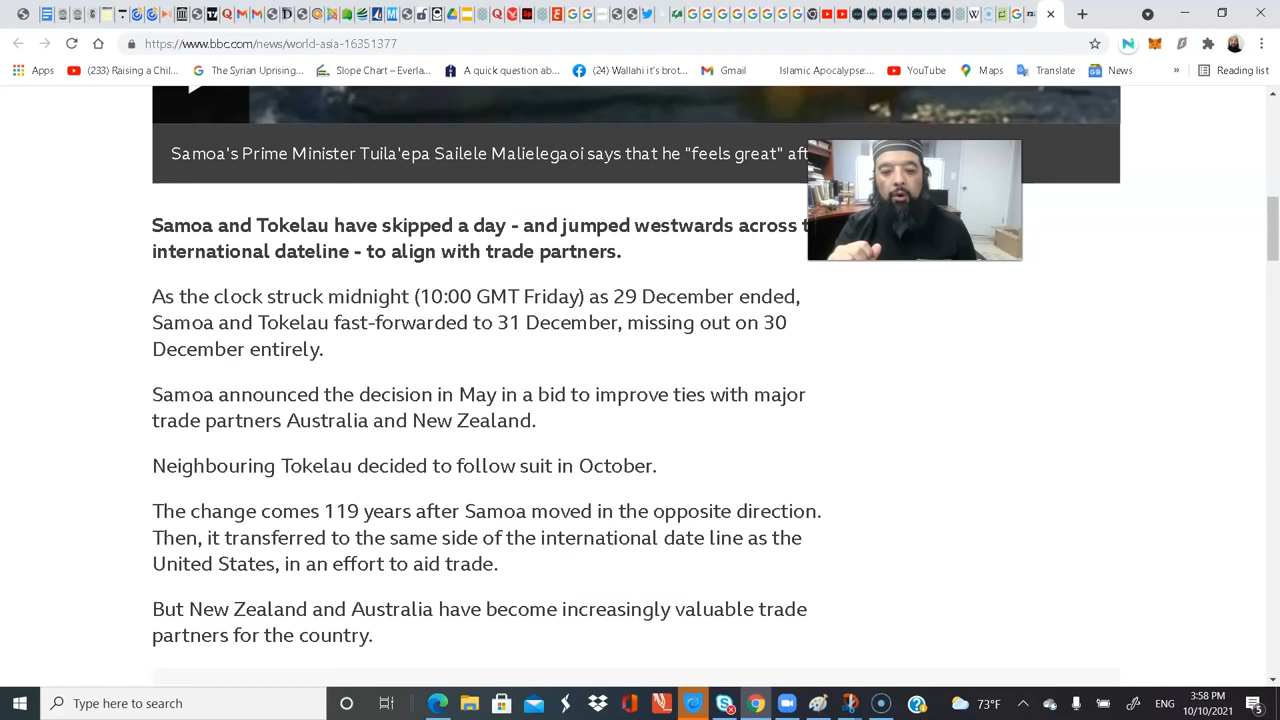 https://www.bbc.com/news/world-asia-16351377
Apps (233) Raising a Chil... The Syrian Uprising... Slope Chart – Everla... A quick question ab... (24) Wallahi it's brot... Gmail Islamic Apocalypse:... YouTube Maps Translate News » Reading list
Samoa's Prime Minister Tuila'epa Sailele Malielegaoi says that he "feels great" aft
Samoa and Tokelau have skipped a day - and jumped westwards across t
international dateline - to align with trade partners.
As the clock struck midnight (10:00 GMT Friday) as 29 December ended,
Samoa and Tokelau fast-forwarded to 31 December, missing out on 30
December entirely.
Samoa announced the decision in May in a bid to improve ties with major
trade partners Australia and New Zealand.
Neighbouring Tokelau decided to follow suit in October.
The change comes 119 years after Samoa moved in the opposite direction.
Then, it transferred to the same side of the international date line as the
United States, in an effort to aid trade.
But New Zealand and Australia have become increasingly valuable trade
partners for the country.
Type here to search 73°F ENG 3:58 PM
10/10/2021 5